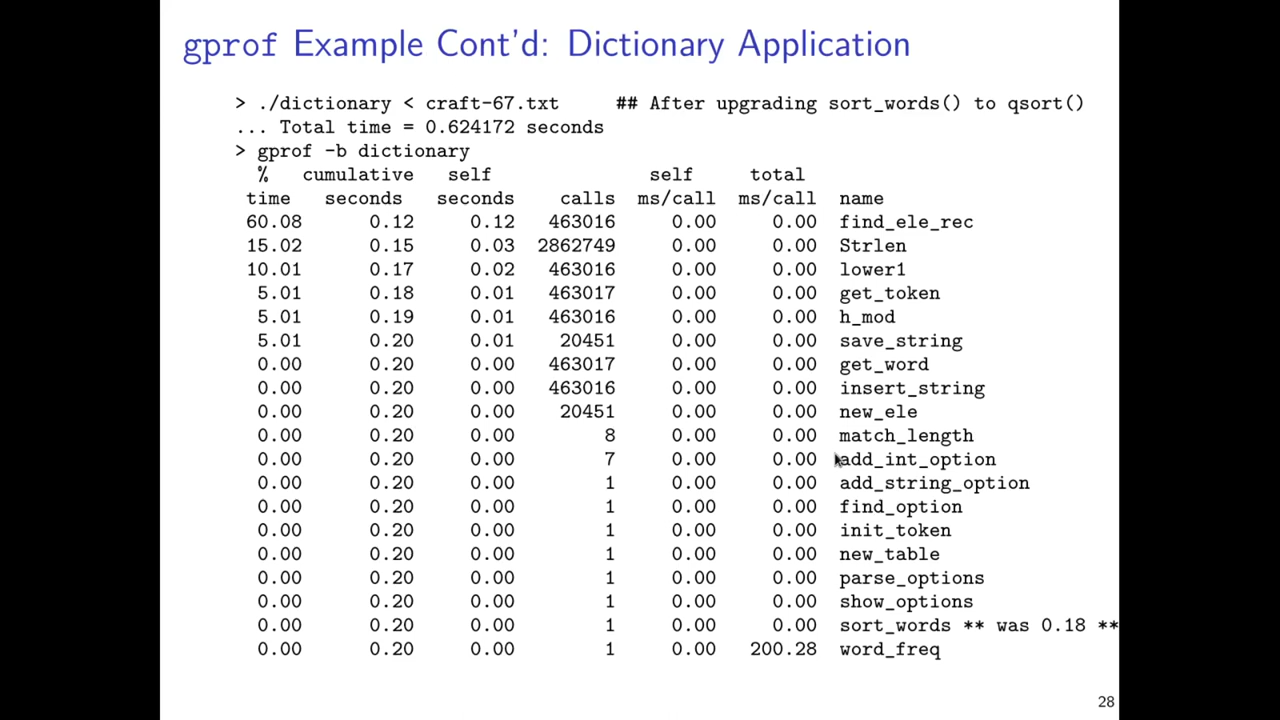 gprof Example Cont'd: Dictionary Application
> ./dictionary < craft-67.txt     ## After upgrading sort_words() to qsort()
... Total time = 0.624172 seconds
> gprof -b dictionary
%   cumulative   self              self     total
time   seconds   seconds    calls  ms/call  ms/call  name
60.08      0.12     0.12   463016     0.00     0.00  find_ele_rec
15.02      0.15     0.03  2862749     0.00     0.00  Strlen
10.01      0.17     0.02   463016     0.00     0.00  lower1
5.01      0.18     0.01   463017     0.00     0.00  get_token
5.01      0.19     0.01   463016     0.00     0.00  h_mod
5.01      0.20     0.01    20451     0.00     0.00  save_string
0.00      0.20     0.00   463017     0.00     0.00  get_word
0.00      0.20     0.00   463016     0.00     0.00  insert_string
0.00      0.20     0.00    20451     0.00     0.00  new_ele
0.00      0.20     0.00        8     0.00     0.00  match_length
0.00      0.20     0.00        7     0.00     0.00  add_int_option
0.00      0.20     0.00        1     0.00     0.00  add_string_option
0.00      0.20     0.00        1     0.00     0.00  find_option
0.00      0.20     0.00        1     0.00     0.00  init_token
0.00      0.20     0.00        1     0.00     0.00  new_table
0.00      0.20     0.00        1     0.00     0.00  parse_options
0.00      0.20     0.00        1     0.00     0.00  show_options
0.00      0.20     0.00        1     0.00     0.00  sort_words ** was 0.18 **
0.00      0.20     0.00        1     0.00   200.28  word_freq
28